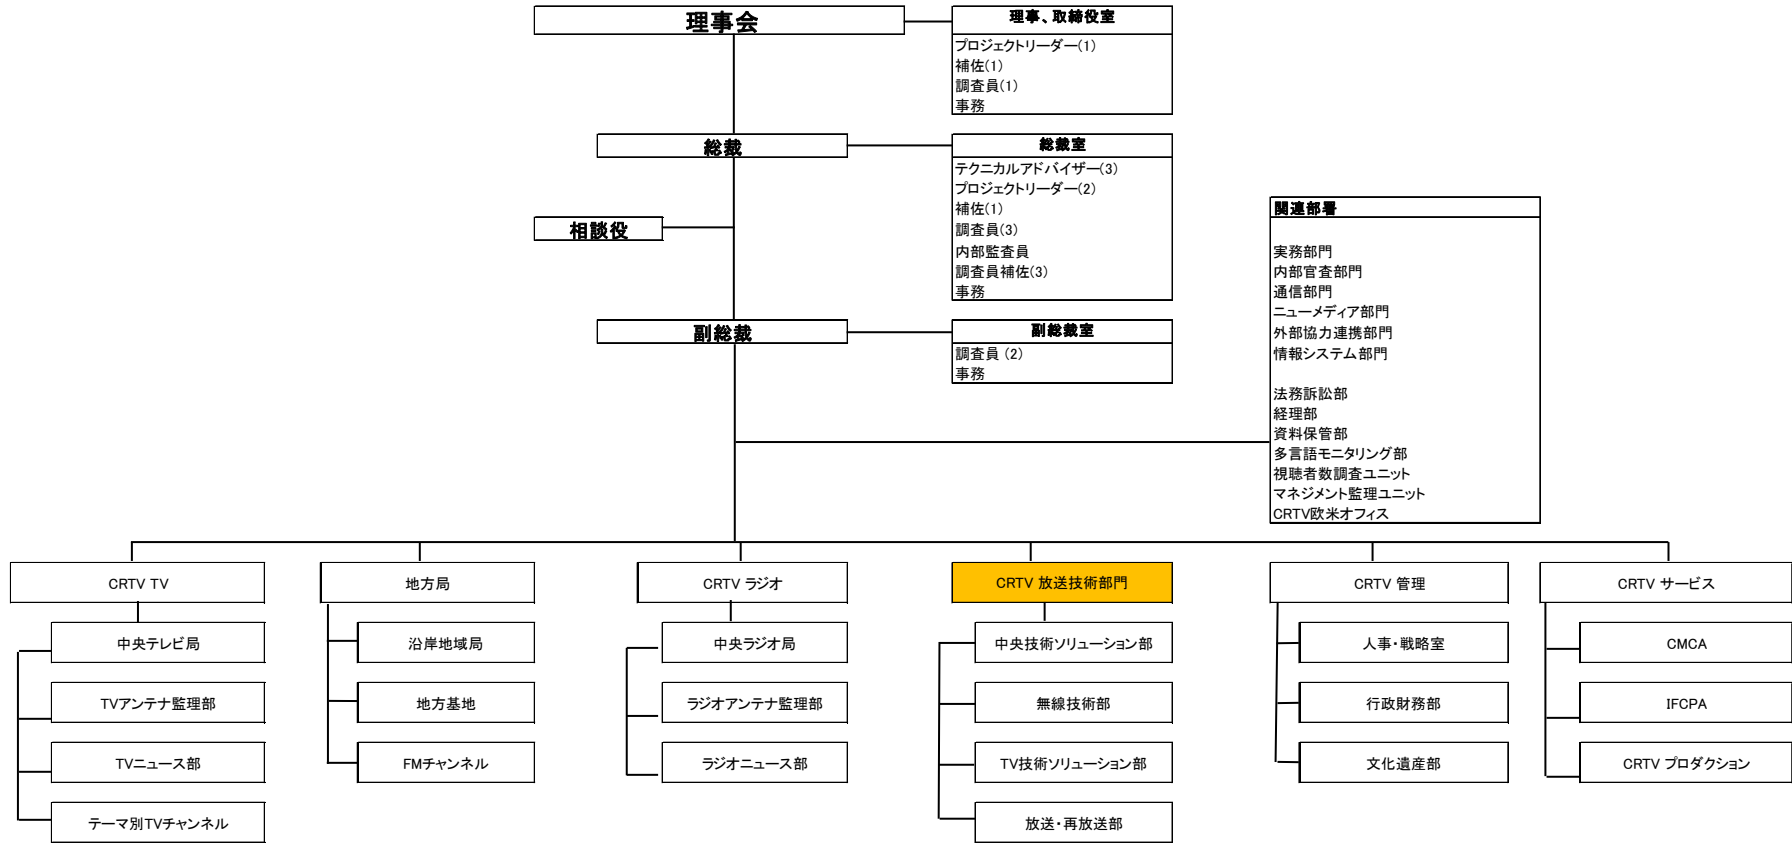 理事会
理事、取締役室
プロジェクトリーダー(1)
補佐(1)
調査員(1)
事務
総裁
総裁室
テクニカルアドバイザー(3)
プロジェクトリーダー(2)
補佐(1)
調査員(3)
内部監査員
調査員補佐(3)
事務
相談役
関連部署
実務部門
内部官査部門
通信部門
ニューメディア部門
外部協力連携部門
情報システム部門
法務訴訟部
経理部
資料保管部
多言語モニタリング部
視聴者数調査ユニット
マネジメント監理ユニット
CRTV欧米オフィス
副総裁
副総裁室
調査員 (2)
事務
CRTV TV
地方局
CRTV ラジオ
CRTV 放送技術部門
CRTV 管理
CRTV サービス
中央テレビ局
沿岸地域局
中央ラジオ局
中央技術ソリューション部
人事・戦略室
CMCA
TVアンテナ監理部
地方基地
ラジオアンテナ監理部
無線技術部
行政財務部
IFCPA
TVニュース部
FMチャンネル
ラジオニュース部
TV技術ソリューション部
文化遺産部
CRTV プロダクション
テーマ別TVチャンネル
放送・再放送部